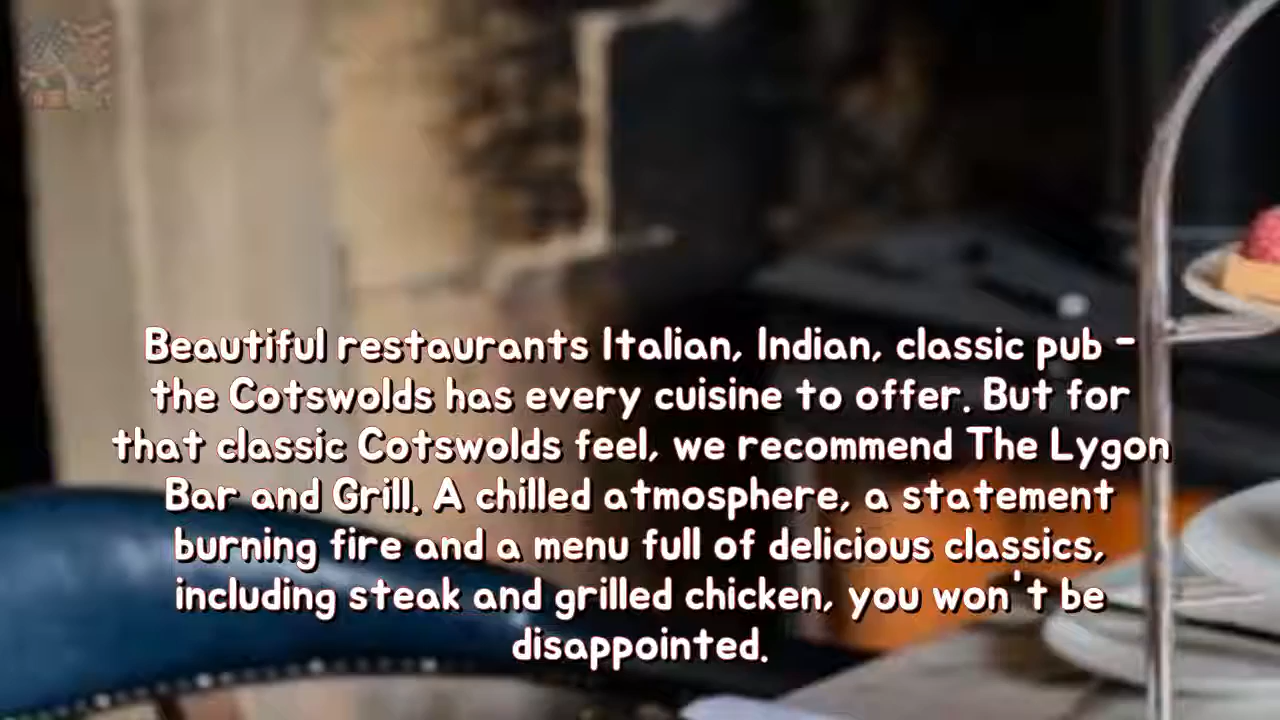 Beautiful restaurants Italian, Indian, classic pub -
the Cotswolds has every cuisine to offer. But for
that classic Cotswolds feel, we recommend The Lygon
Bar and Grill. A chilled atmosphere, a statement
burning fire and a menu full of delicious classics,
including steak and grilled chicken, you won't be
disappointed.